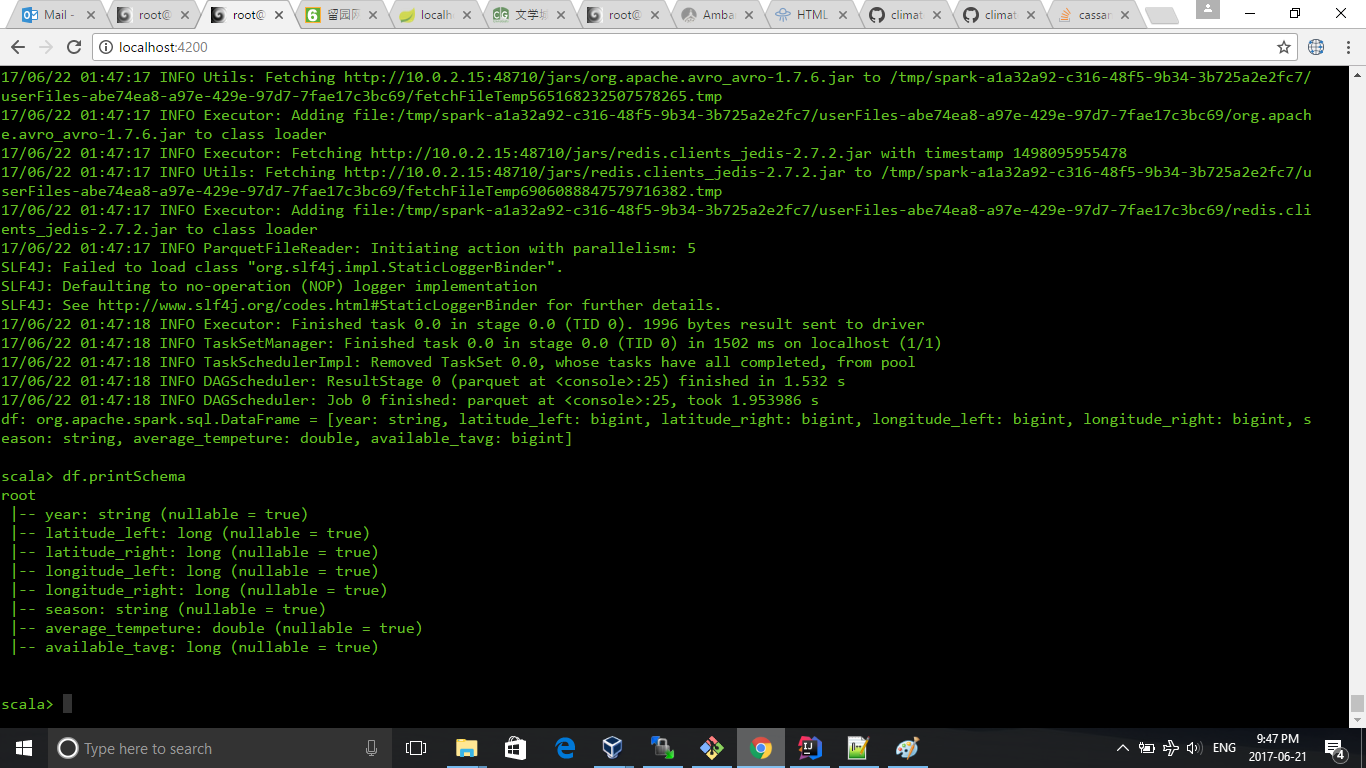 Mail -
root@
root@
留园网
localh
文学城
root@
Amba
HTML
climat
climat
cassar
localhost:4200
17/06/22 01:47:17 INFO Utils: Fetching http://10.0.2.15:48710/jars/org.apache.avro_avro-1.7.6.jar to /tmp/spark-a1a32a92-c316-48f5-9b34-3b725a2e2fc7/
userFiles-abe74ea8-a97e-429e-97d7-7fae17c3bc69/fetchFileTemp565168232507578265.tmp
17/06/22 01:47:17 INFO Executor: Adding file:/tmp/spark-a1a32a92-c316-48f5-9b34-3b725a2e2fc7/userFiles-abe74ea8-a97e-429e-97d7-7fae17c3bc69/org.apach
e.avro_avro-1.7.6.jar to class loader
17/06/22 01:47:17 INFO Executor: Fetching http://10.0.2.15:48710/jars/redis.clients_jedis-2.7.2.jar with timestamp 1498095955478
17/06/22 01:47:17 INFO Utils: Fetching http://10.0.2.15:48710/jars/redis.clients_jedis-2.7.2.jar to /tmp/spark-a1a32a92-c316-48f5-9b34-3b725a2e2fc7/u
serFiles-abe74ea8-a97e-429e-97d7-7fae17c3bc69/fetchFileTemp6906088847579716382.tmp
17/06/22 01:47:17 INFO Executor: Adding file:/tmp/spark-a1a32a92-c316-48f5-9b34-3b725a2e2fc7/userFiles-abe74ea8-a97e-429e-97d7-7fae17c3bc69/redis.cli
ents_jedis-2.7.2.jar to class loader
17/06/22 01:47:17 INFO ParquetFileReader: Initiating action with parallelism: 5
SLF4J: Failed to load class "org.slf4j.impl.StaticLoggerBinder".
SLF4J: Defaulting to no-operation (NOP) logger implementation
SLF4J: See http://www.slf4j.org/codes.html#StaticLoggerBinder for further details.
17/06/22 01:47:18 INFO Executor: Finished task 0.0 in stage 0.0 (TID 0). 1996 bytes result sent to driver
17/06/22 01:47:18 INFO TaskSetManager: Finished task 0.0 in stage 0.0 (TID 0) in 1502 ms on localhost (1/1)
17/06/22 01:47:18 INFO TaskSchedulerImpl: Removed TaskSet 0.0, whose tasks have all completed, from pool
17/06/22 01:47:18 INFO DAGScheduler: ResultStage 0 (parquet at <console>:25) finished in 1.532 s
17/06/22 01:47:18 INFO DAGScheduler: Job 0 finished: parquet at <console>:25, took 1.953986 s
df: org.apache.spark.sql.DataFrame = [year: string, latitude_left: bigint, latitude_right: bigint, longitude_left: bigint, longitude_right: bigint, s
eason: string, average_tempeture: double, available_tavg: bigint]
scala> df.printSchema
root
|-- year: string (nullable = true)
|-- latitude_left: long (nullable = true)
|-- latitude_right: long (nullable = true)
|-- longitude_left: long (nullable = true)
|-- longitude_right: long (nullable = true)
|-- season: string (nullable = true)
|-- average_tempeture: double (nullable = true)
|-- available_tavg: long (nullable = true)
scala>
Type here to search
ENG
9:47 PM
2017-06-21
4